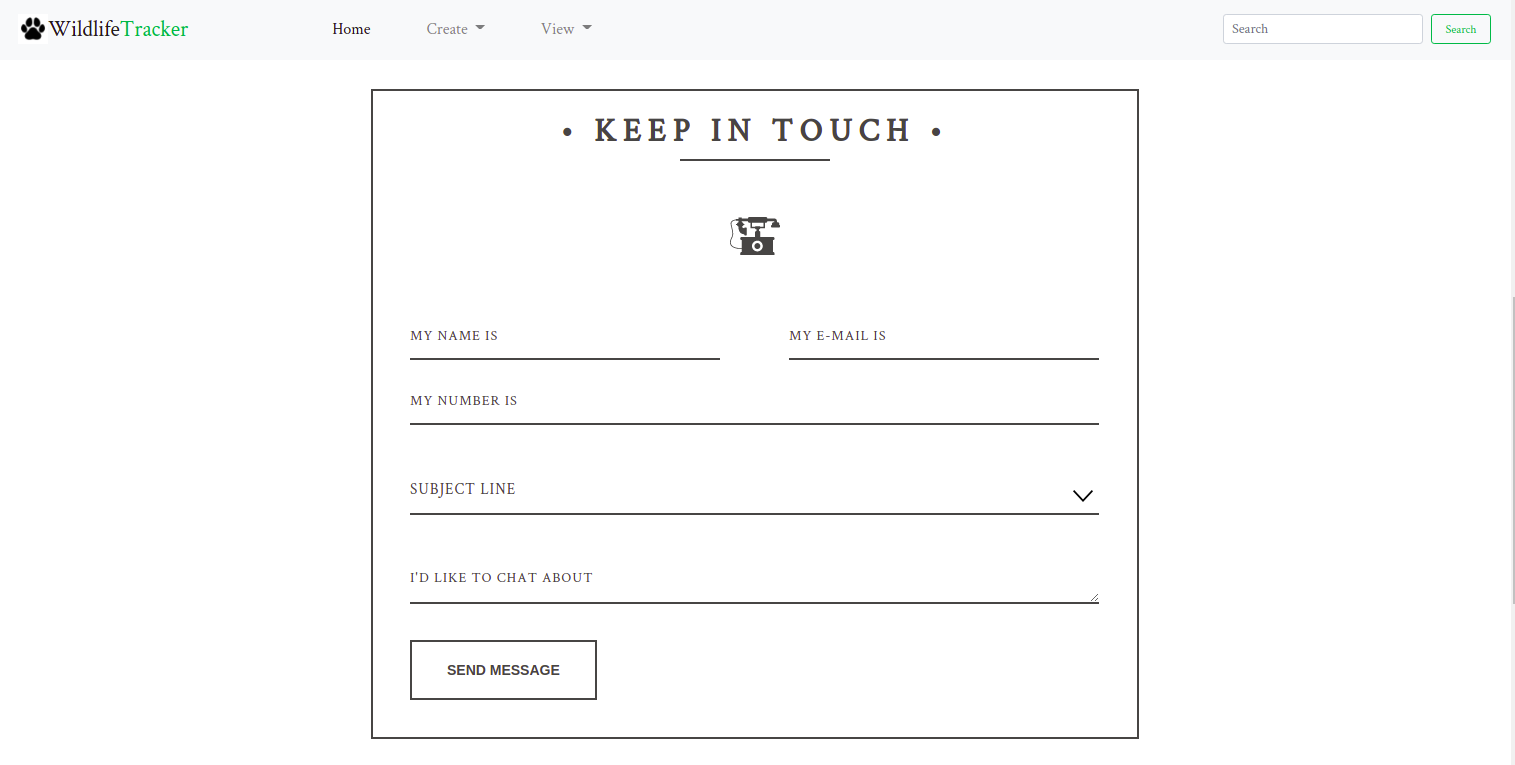 WildlifeTracker Home Create View Search Search
• KEEP IN TOUCH •
MY NAME IS MY E-MAIL IS
MY NUMBER IS
SUBJECT LINE
I'D LIKE TO CHAT ABOUT
SEND MESSAGE